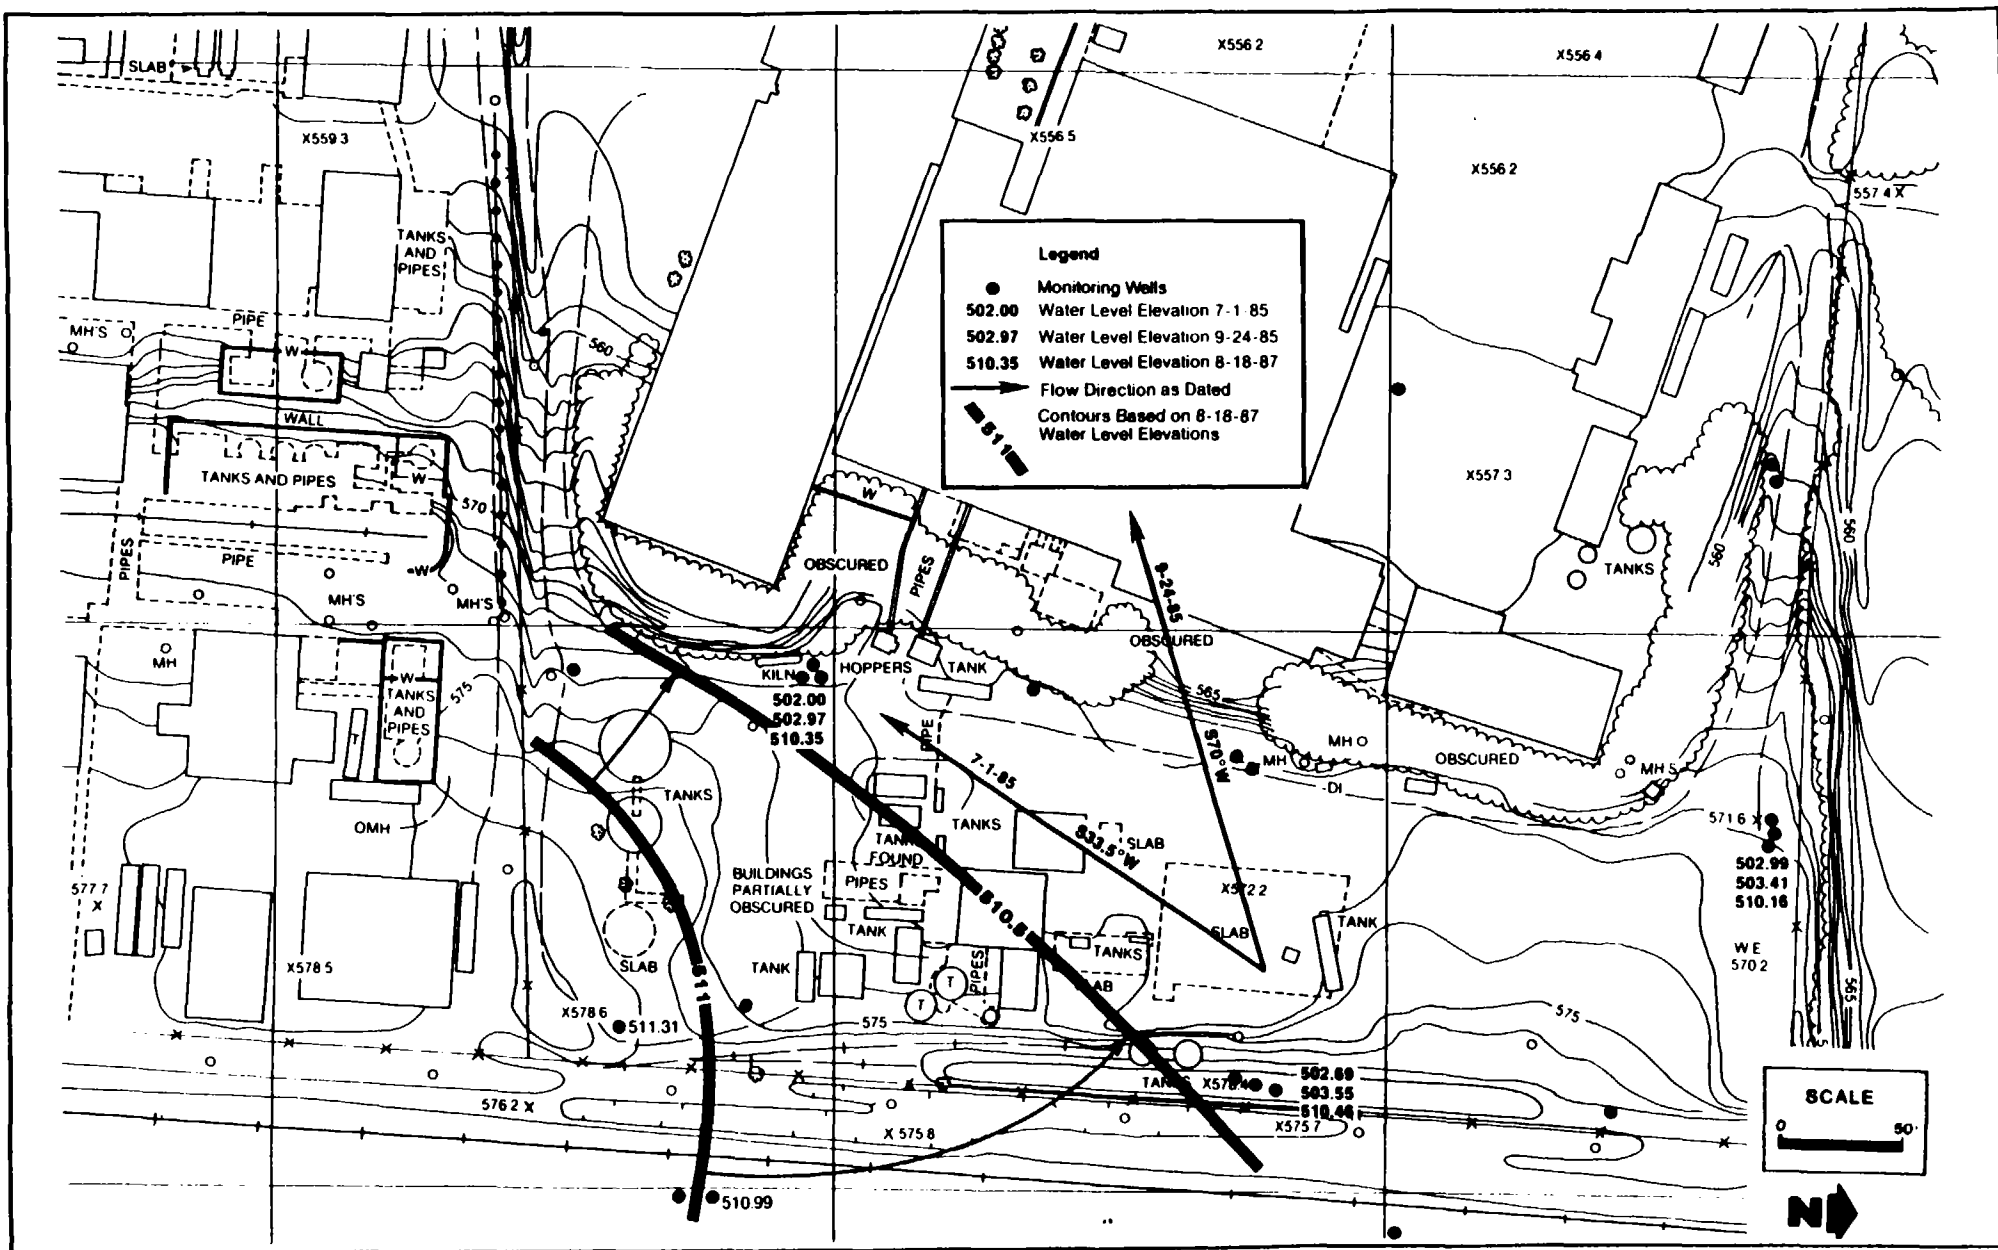 X556 2
X556 4
SLAB
X559 3
X556 5
X556 2
557 4 X
TANKS
AND
PIPES
Legend
Monitoring Wells
502.00 Water Level Elevation 7-1-85
502.97 Water Level Elevation 9-24-85
510.35 Water Level Elevation 8-18-87
Flow Direction as Dated
511
Contours Based on 8-18-87
Water Level Elevations
MH'S
PIPE
W
560
WALL
TANKS AND PIPES
W
570
W
X557 3
560
PIPES
PIPE
W
OBSCURED
PIPES
9-24-85
TANKS
560
MH'S
MH'S
OBSCURED
MH
W
TANKS
AND
PIPES
575
T
KILN
HOPPERS
TANK
565
502.00
502.97
510.35
PIPE
7-1-85
S70°W
MH
MH O
OBSCURED
MH S
DI
TANKS
OMH
TANKS
S33.5°W
SLAB
571 6 X
TANK
FOUND
502.99
503.41
510.16
577 7
X
BUILDINGS
PARTIALLY
OBSCURED
PIPES
X572 2
510.5
TANK
SLAB
TANK
TANKS
W E
570 2
X578 5
SLAB
511
TANK
PIPES
T
T
565
X578 6
511.31
575
575
TANKS
502.69
503.55
510.46
576 2 X
X 575 8
X575 7
SCALE
0 50'
510.99
N